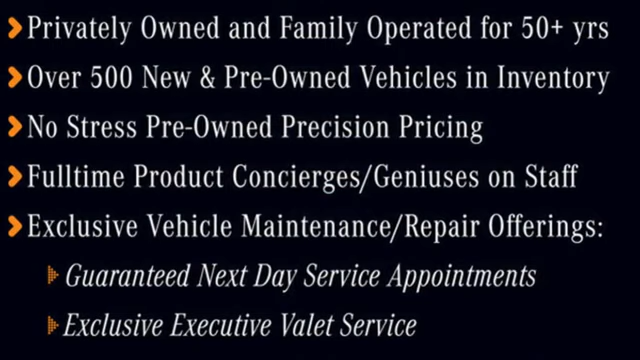 Privately Owned and Family Operated for 50+ yrs
Over 500 New & Pre-Owned Vehicles in Inventory
No Stress Pre-Owned Precision Pricing
Fulltime Product Concierges/Geniuses on Staff
Exclusive Vehicle Maintenance/Repair Offerings:
Guaranteed Next Day Service Appointments
Exclusive Executive Valet Service